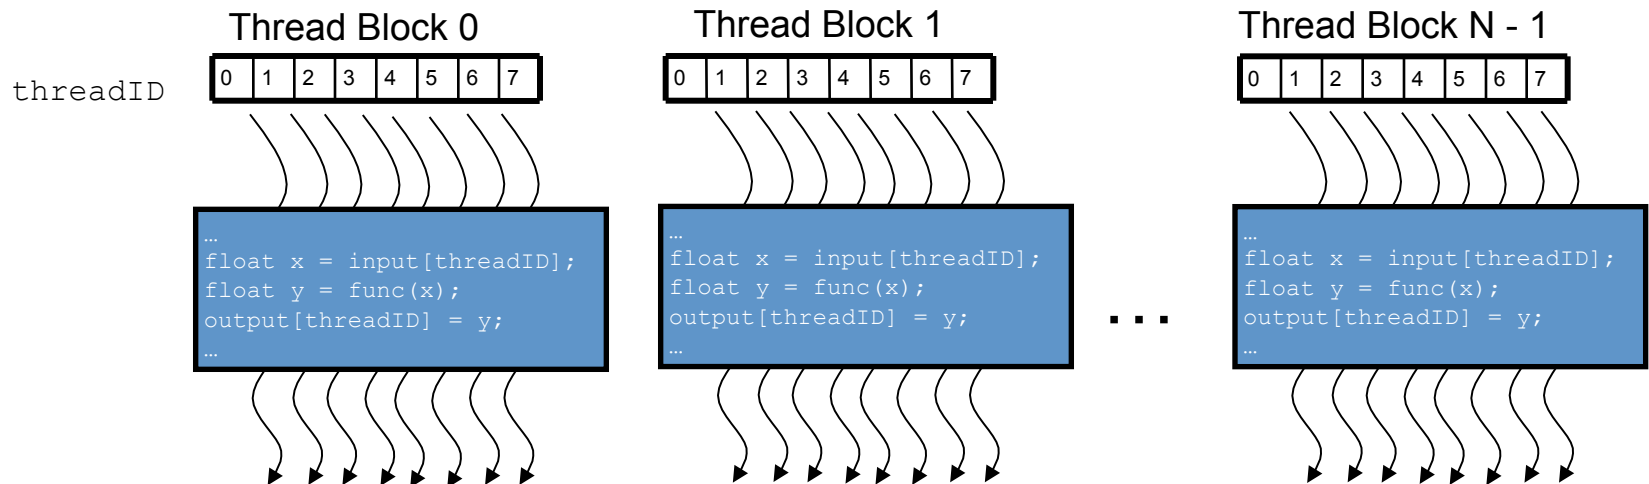 Thread Block 0
Thread Block 1
Thread Block N - 1
threadID
0 1 2 3 4 5 6 7
0 1 2 3 4 5 6 7
0 1 2 3 4 5 6 7
…
float x = input[threadID];
float y = func(x);
output[threadID] = y;
…
…
float x = input[threadID];
float y = func(x);
output[threadID] = y;
…
...
…
float x = input[threadID];
float y = func(x);
output[threadID] = y;
…